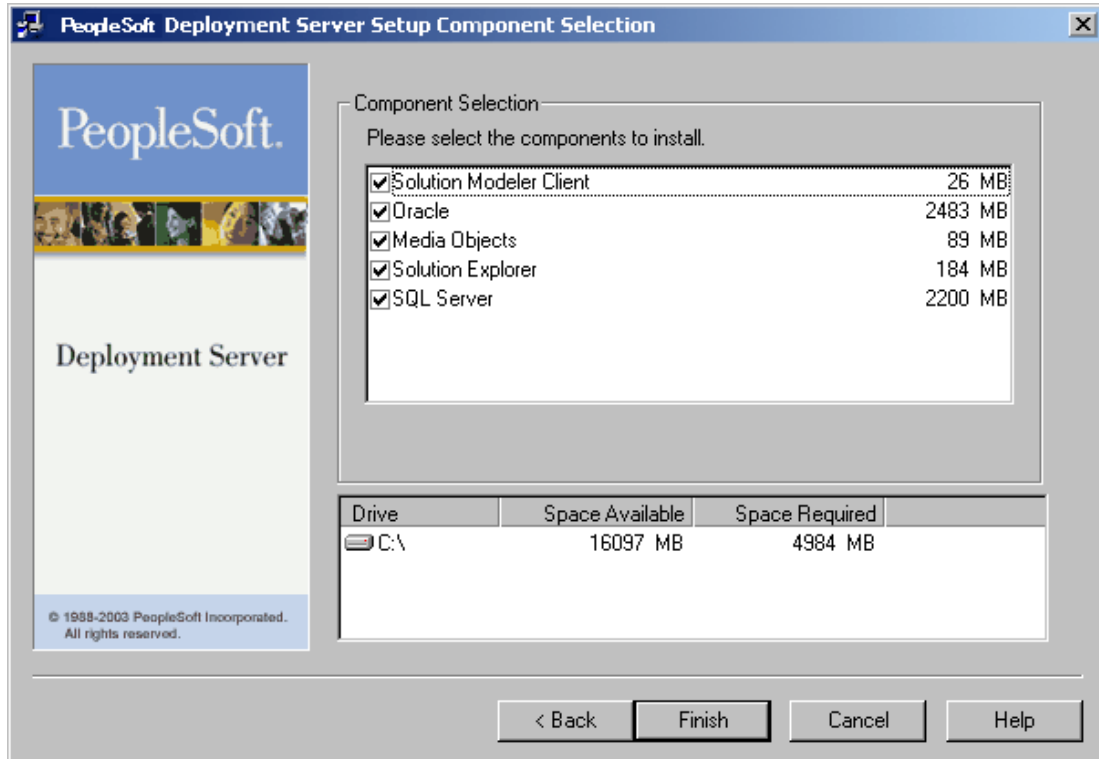 PeopleSoft Deployment Server Setup Component Selection
PeopleSoft.
Deployment Server
© 1988-2003 PeopleSoft Incorporated.
All rights reserved.
Component Selection
Please select the components to install.
Solution Modeler Client 26 MB
Oracle 2483 MB
Media Objects 89 MB
Solution Explorer 184 MB
SQL Server 2200 MB
Drive Space Available Space Required
C:\ 16097 MB 4984 MB
< Back Finish Cancel Help